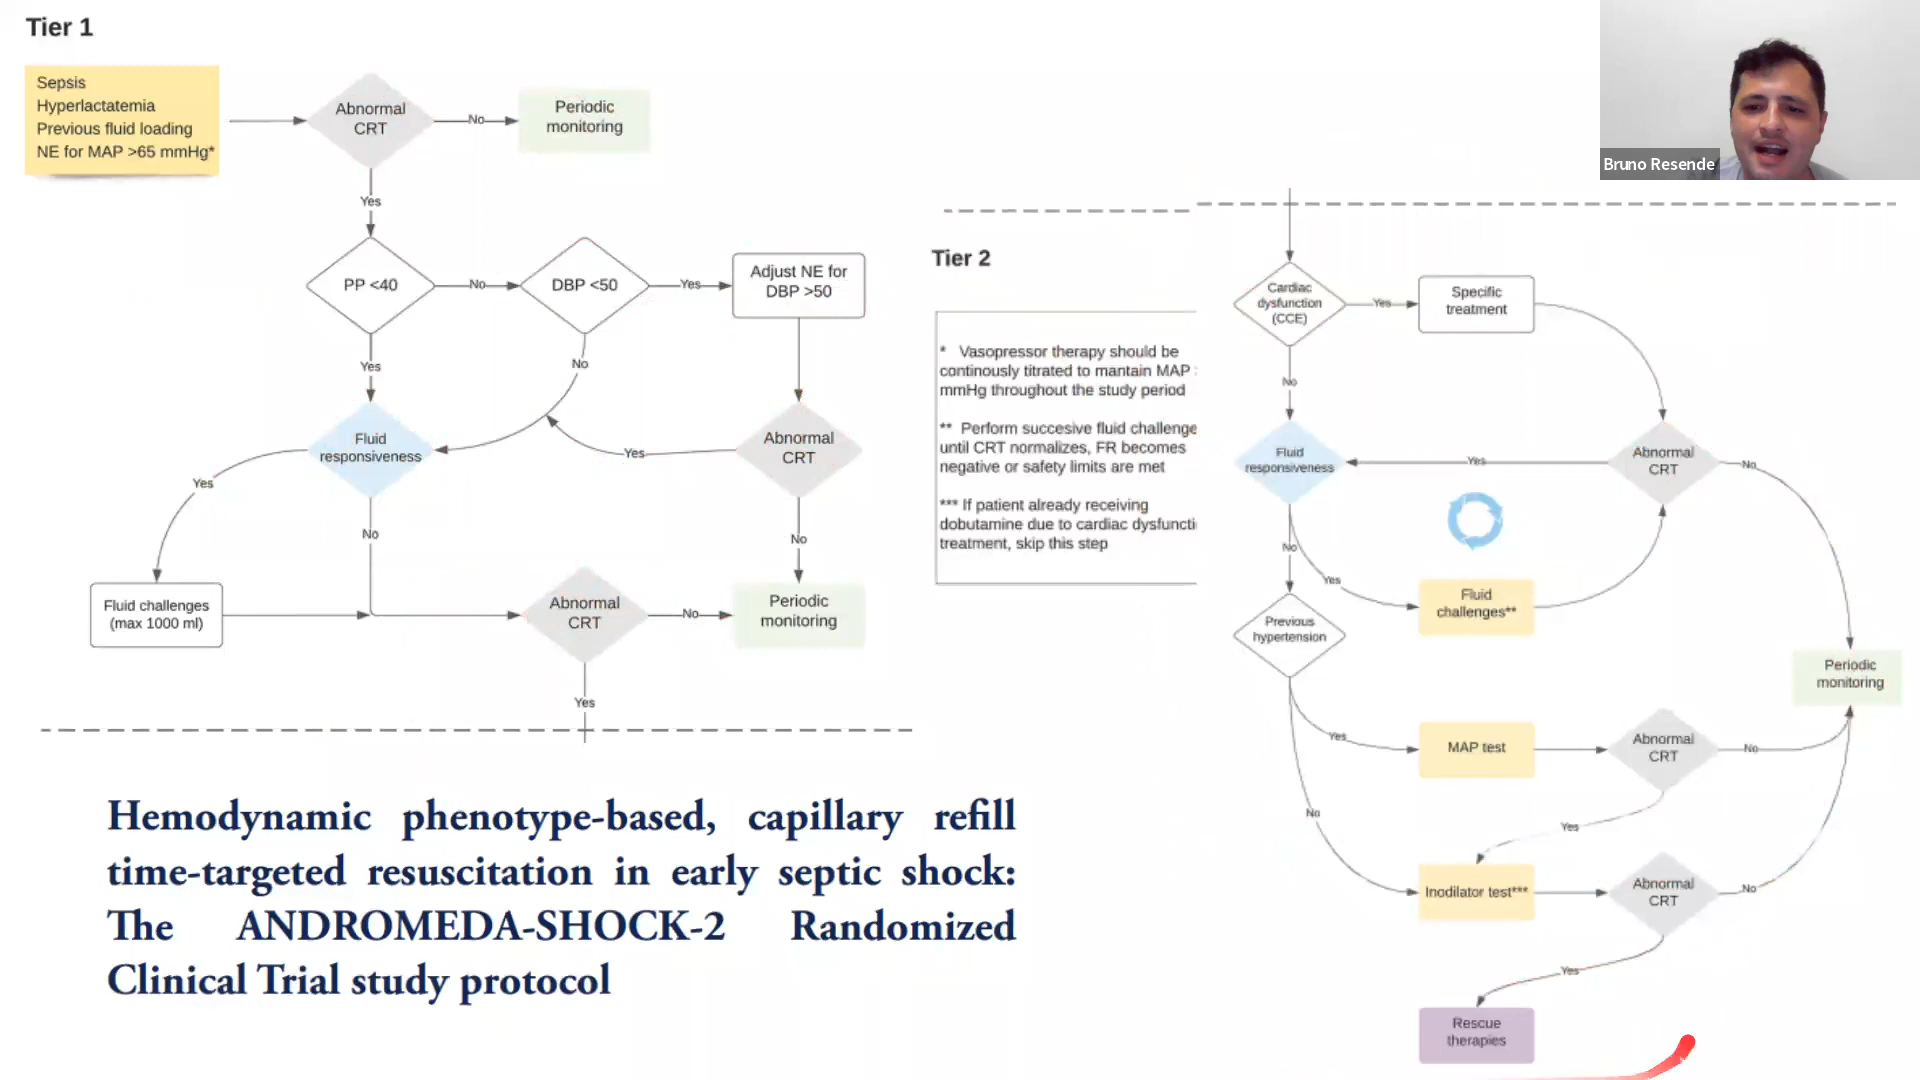 Tier 1
Sepsis
Hyperlactatemia
Previous fluid loading
NE for MAP >65 mmHg*
Abnormal
CRT
No
Periodic
monitoring
Yes
PP <40
No
DBP <50
Yes
Adjust NE for
DBP >50
Yes
No
Fluid
responsiveness
Yes
Abnormal
CRT
Yes
No
No
Fluid challenges
(max 1000 ml)
Abnormal
CRT
No
Periodic
monitoring
Yes
Hemodynamic phenotype-based, capillary refill
time-targeted resuscitation in early septic shock:
The ANDROMEDA-SHOCK-2 Randomized
Clinical Trial study protocol
Bruno Resende
Tier 2
* Vasopressor therapy should be
continously titrated to mantain MAP
mmHg throughout the study period
** Perform succesive fluid challenge
until CRT normalizes, FR becomes
negative or safety limits are met
*** If patient already receiving
dobutamine due to cardiac dysfuncti
treatment, skip this step
Cardiac
dysfunction
(CCE)
Yes
Specific
treatment
No
Fluid
responsiveness
Yes
Abnormal
CRT
No
No
Yes
Fluid
challenges**
Previous
hypertension
Periodic
monitoring
Yes
MAP test
Abnormal
CRT
No
No
Yes
Inodilator test***
Abnormal
CRT
No
Yes
Rescue
therapies